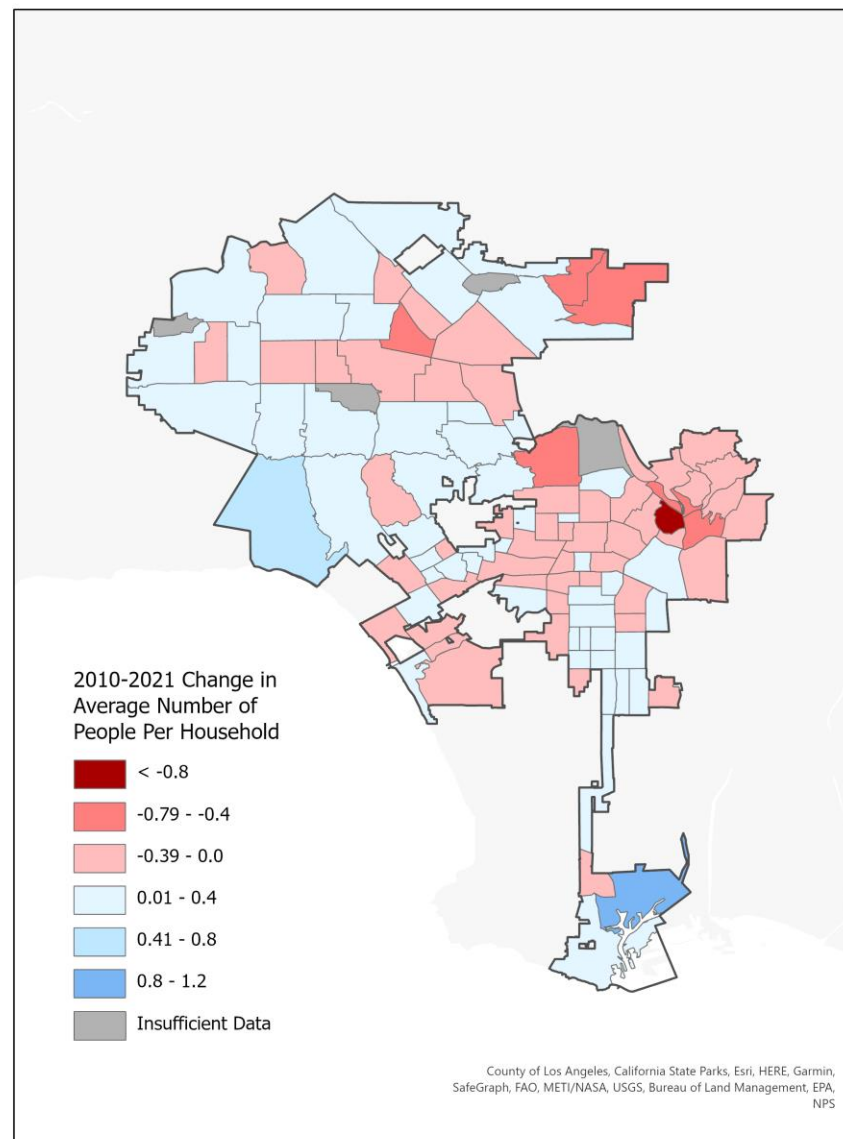 2010-2021 Change in
Average Number of
People Per Household
< -0.8
-0.79 - -0.4
-0.39 - 0.0
0.01 - 0.4
0.41 - 0.8
0.8 - 1.2
Insufficient Data
County of Los Angeles, California State Parks, Esri, HERE, Garmin,
SafeGraph, FAO, METI/NASA, USGS, Bureau of Land Management, EPA,
NPS